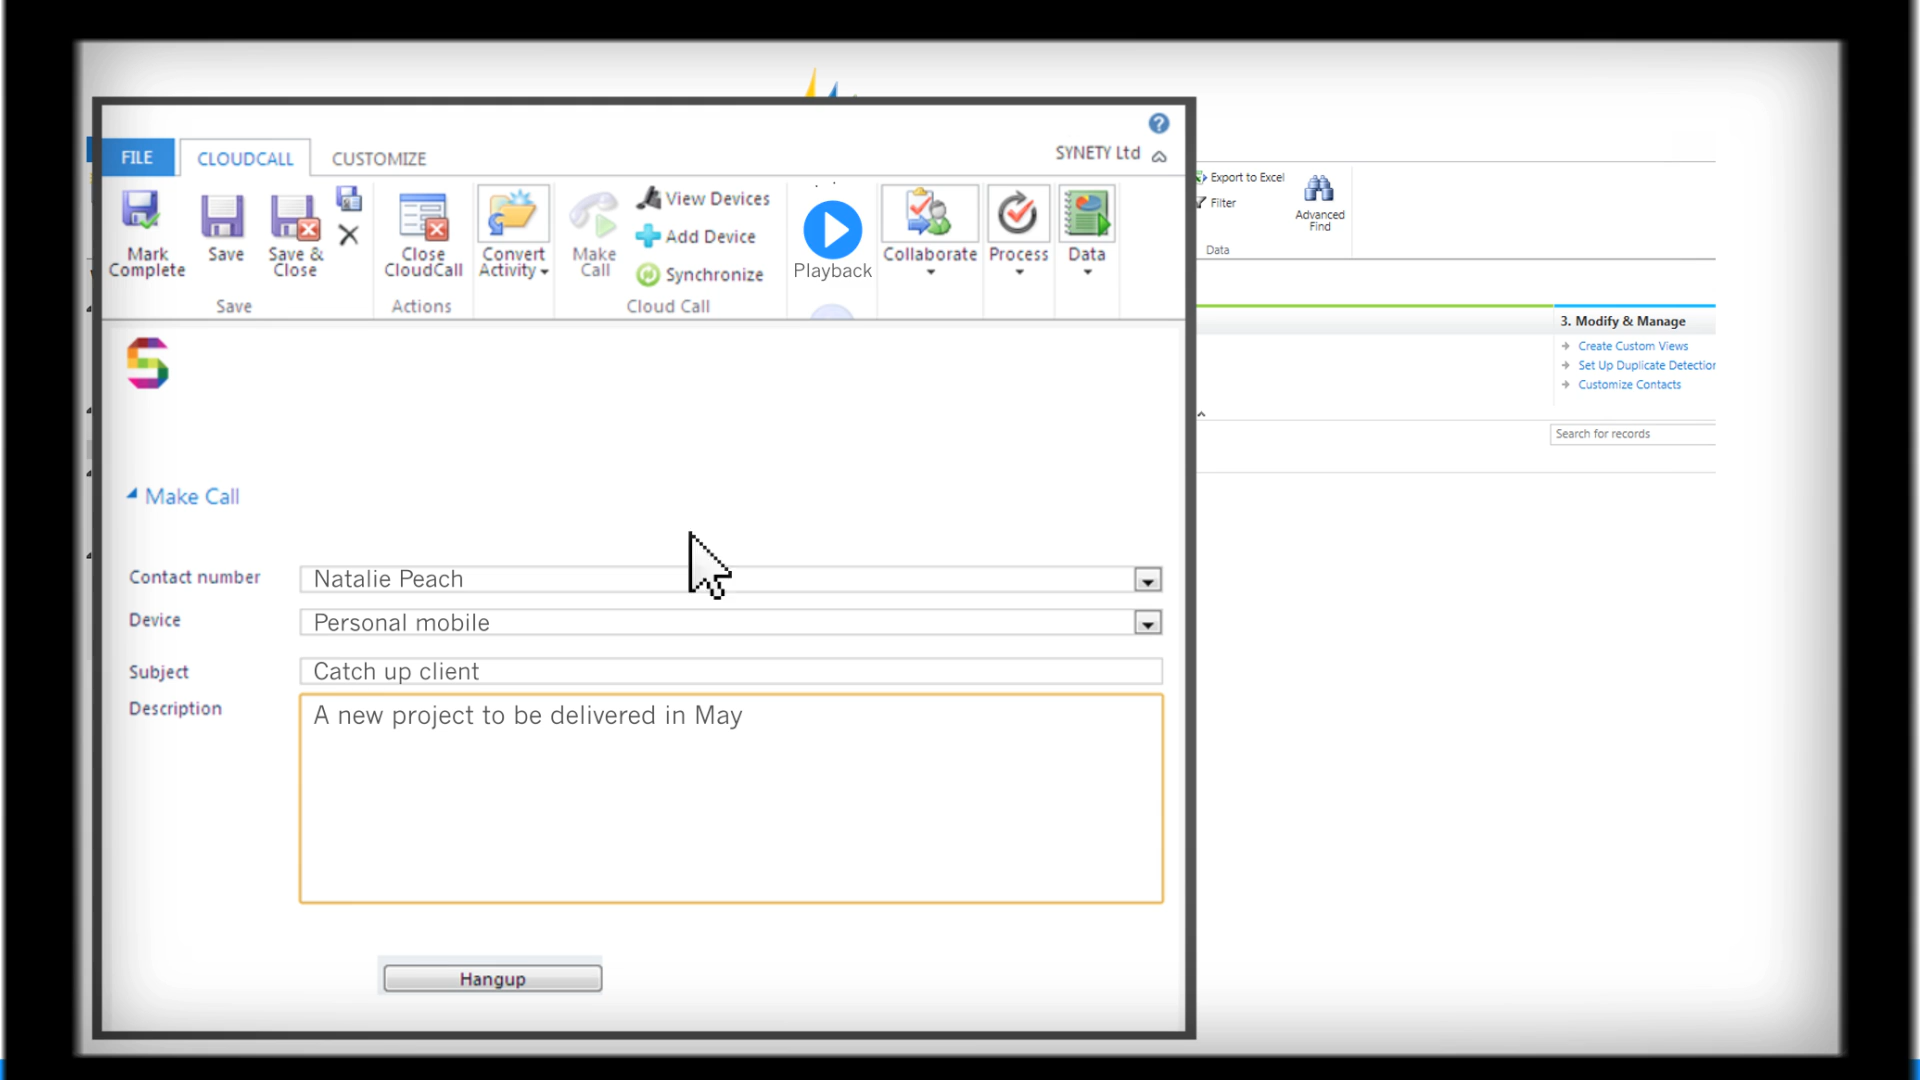 FILE
CLOUDCALL
CUSTOMIZE
SYNETY Ltd
Mark Complete
Save
Save & Close
Save
Close CloudCall
Actions
Convert Activity
Make Call
View Devices
Add Device
Synchronize
Cloud Call
Playback
Collaborate
Process
Data
Export to Excel
Filter
Advanced Find
Data
3. Modify & Manage
Create Custom Views
Set Up Duplicate Detection
Customize Contacts
Search for records
Make Call
Contact number
Natalie Peach
Device
Personal mobile
Subject
Catch up client
Description
A new project to be delivered in May
Hangup